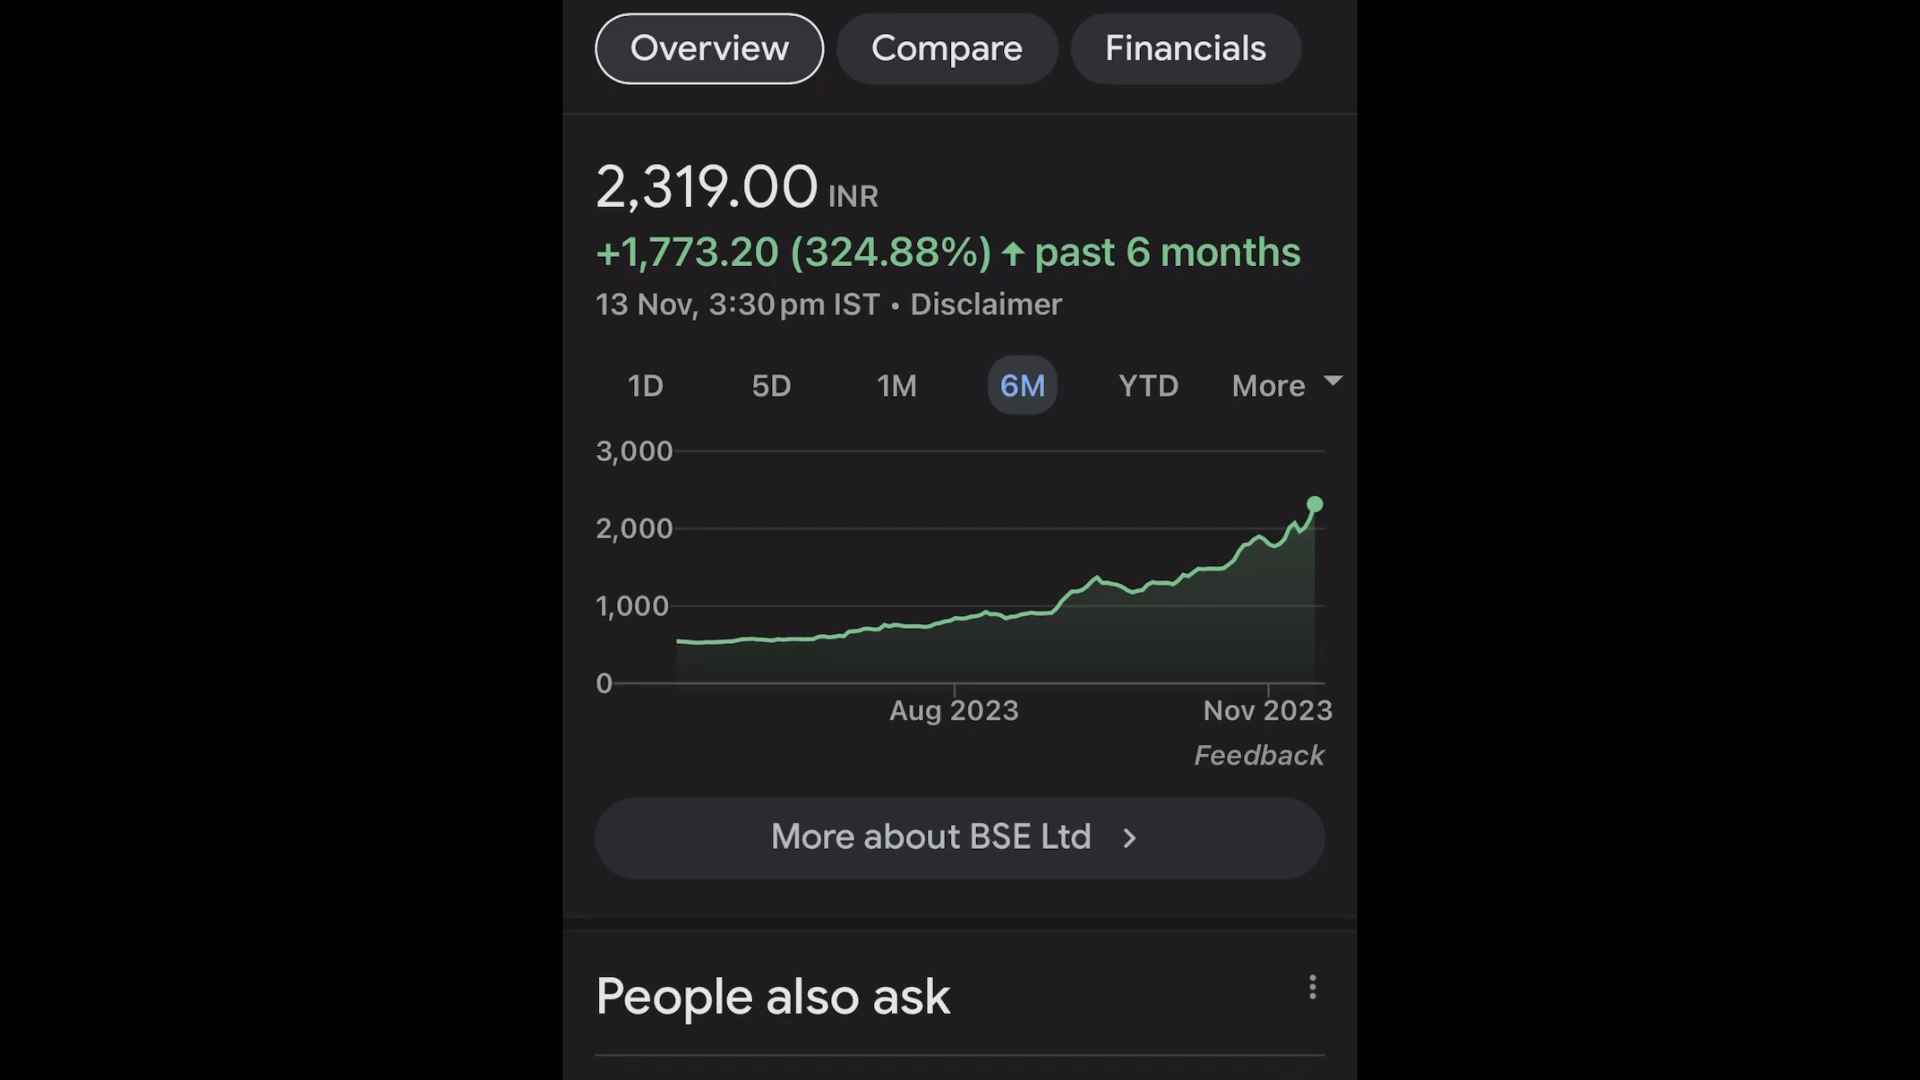 Overview Compare Financials
2,319.00 INR
+1,773.20 (324.88%) ↑ past 6 months
13 Nov, 3:30 pm IST • Disclaimer
1D 5D 1M 6M YTD More
3,000
2,000
1,000
0
Aug 2023 Nov 2023
Feedback
More about BSE Ltd
People also ask